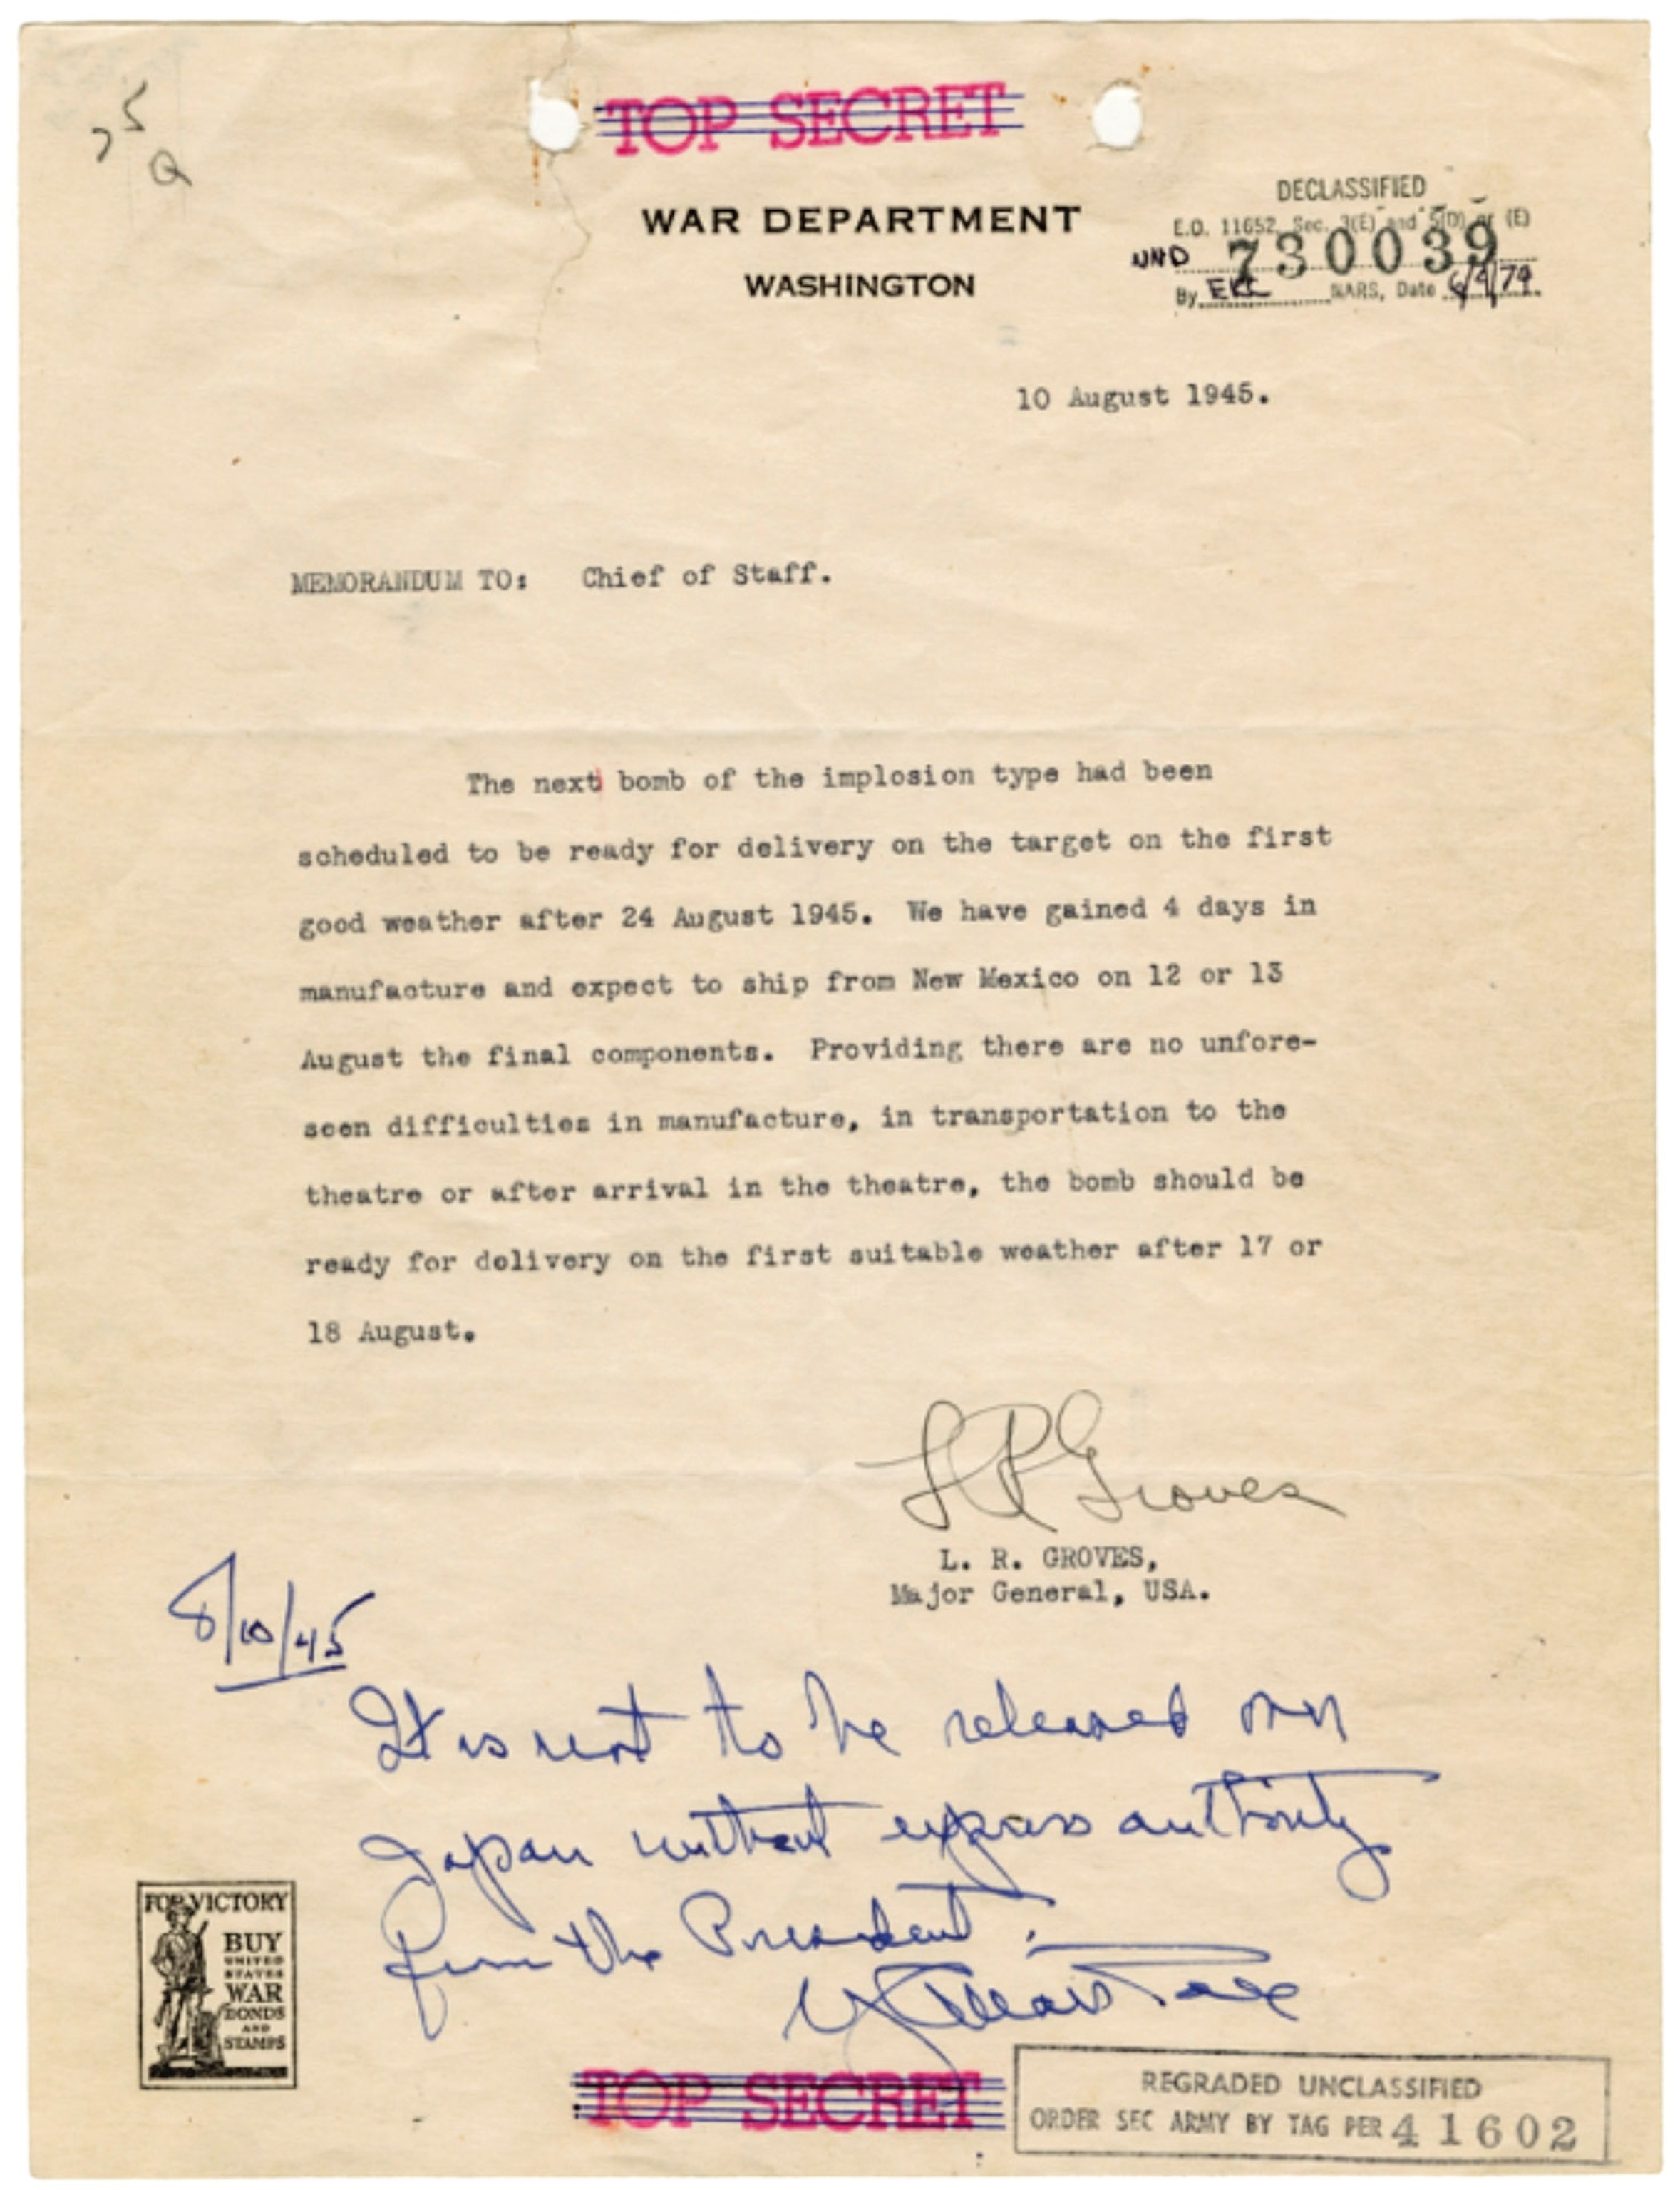 75
Q
TOP SECRET
WAR DEPARTMENT
WASHINGTON
DECLASSIFIED
E.O. 11652, Sec. 3(E) and 5(D) or (E)
NND 730039
By NARS, Date
10 August 1945.
MEMORANDUM TO: Chief of Staff.
The next bomb of the implosion type had been
scheduled to be ready for delivery on the target on the first
good weather after 24 August 1945. We have gained 4 days in
manufacture and expect to ship from New Mexico on 12 or 13
August the final components. Providing there are no unfore-
seen difficulties in manufacture, in transportation to the
theatre or after arrival in the theatre, the bomb should be
ready for delivery on the first suitable weather after 17 or
18 August.
L R Groves
L. R. GROVES,
Major General, USA.
8/10/45
It is not to be released on
Japan without express authority
from the President.
FOR VICTORY
BUY
UNITED
STATES
WAR
BONDS
AND
STAMPS
TOP SECRET
REGRADED UNCLASSIFIED
ORDER SEC ARMY BY TAG PER 41602